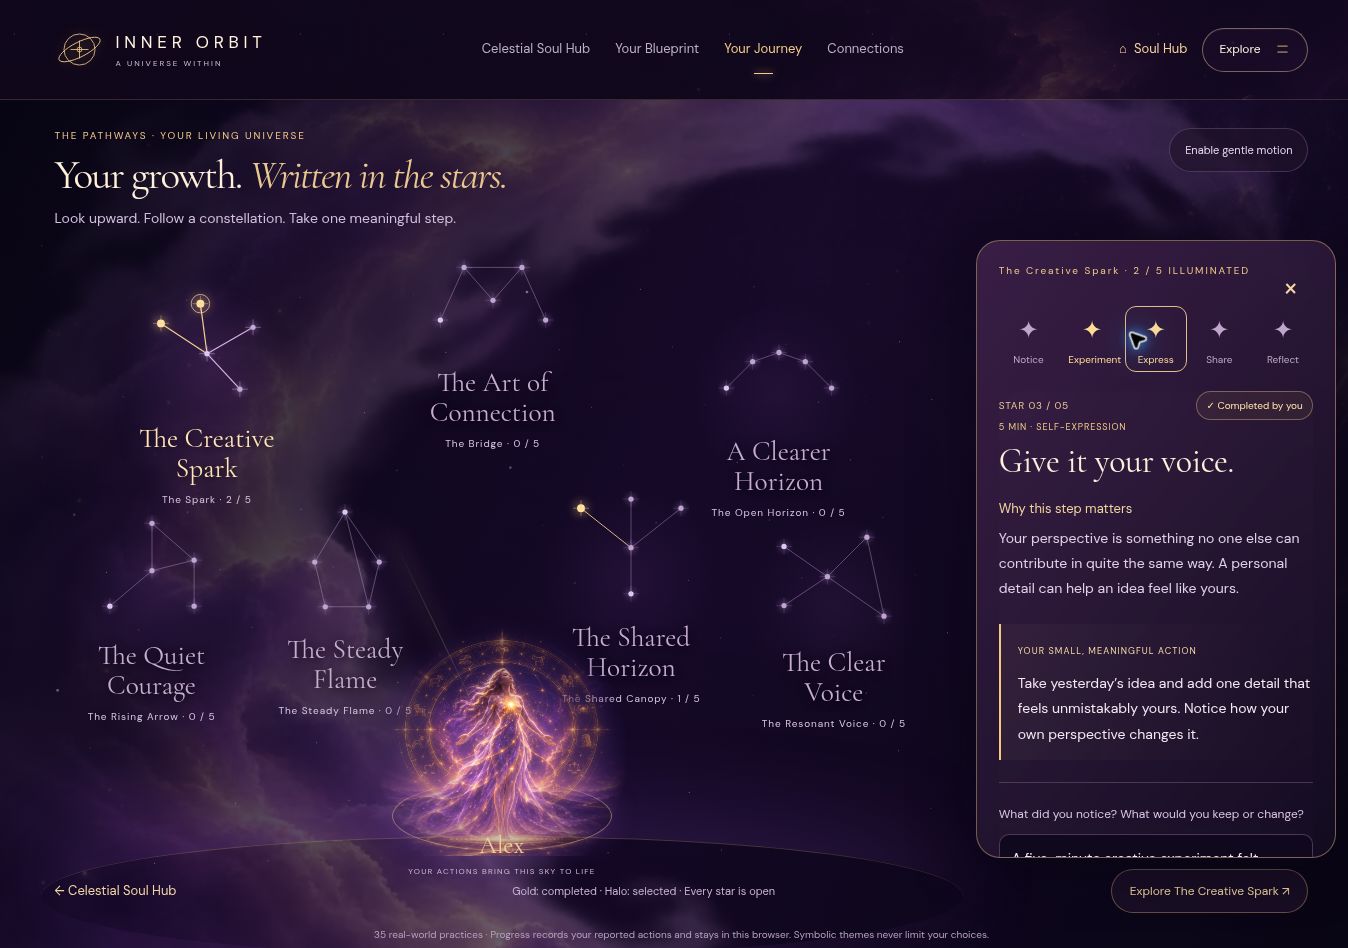 INNER ORBIT
A UNIVERSE WITHIN
Celestial Soul Hub
Your Blueprint
Your Journey
Connections
Soul Hub
Explore
THE PATHWAYS · YOUR LIVING UNIVERSE
Your growth. Written in the stars.
Look upward. Follow a constellation. Take one meaningful step.
Enable gentle motion
The Creative
Spark
The Spark · 2 / 5
The Art of
Connection
The Bridge · 0 / 5
A Clearer
Horizon
The Open Horizon · 0 / 5
The Quiet
Courage
The Rising Arrow · 0 / 5
The Steady
Flame
The Steady Flame · 0 / 5
The Shared
Horizon
The Shared Canopy · 1 / 5
The Clear
Voice
The Resonant Voice · 0 / 5
Alex
YOUR ACTIONS BRING THIS SKY TO LIFE
The Creative Spark · 2 / 5 ILLUMINATED
×
Notice
Experiment
Express
Share
Reflect
STAR 03 / 05
✓ Completed by you
5 MIN · SELF-EXPRESSION
Give it your voice.
Why this step matters
Your perspective is something no one else can
contribute in quite the same way. A personal
detail can help an idea feel like yours.
YOUR SMALL, MEANINGFUL ACTION
Take yesterday's idea and add one detail that
feels unmistakably yours. Notice how your
own perspective changes it.
What did you notice? What would you keep or change?
A five-minute creative experiment felt
← Celestial Soul Hub
Gold: completed · Halo: selected · Every star is open
Explore The Creative Spark ↗
35 real-world practices · Progress records your reported actions and stays in this browser. Symbolic themes never limit your choices.